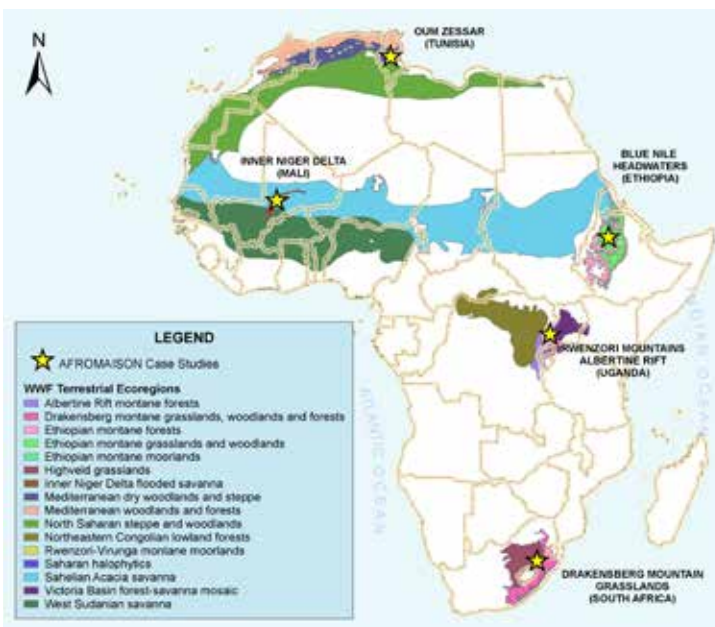 N
OUM ZESSAR
(TUNISIA)
INNER NIGER DELTA
(MALI)
BLUE NILE
HEADWATERS
(ETHIOPIA)
RWENZORI MOUNTAINS
ALBERTINE RIFT
(UGANDA)
INDIAN OCEAN
ATLANTIC OCEAN
DRAKENSBERG MOUNTAIN
GRASSLANDS
(SOUTH AFRICA)
LEGEND
AFROMAISON Case Studies
WWF Terrestrial Ecoregions
Albertine Rift montane forests
Drakensberg montane grasslands, woodlands and forests
Ethiopian montane forests
Ethiopian montane grasslands and woodlands
Ethiopian montane moorlands
Highveld grasslands
Inner Niger Delta flooded savanna
Mediterranean dry woodlands and steppe
Mediterranean woodlands and forests
North Saharan steppe and woodlands
Northeastern Congolian lowland forests
Rwenzori-Virunga montane moorlands
Saharan halophytics
Sahelian Acacia savanna
Victoria Basin forest-savanna mosaic
West Sudanian savanna